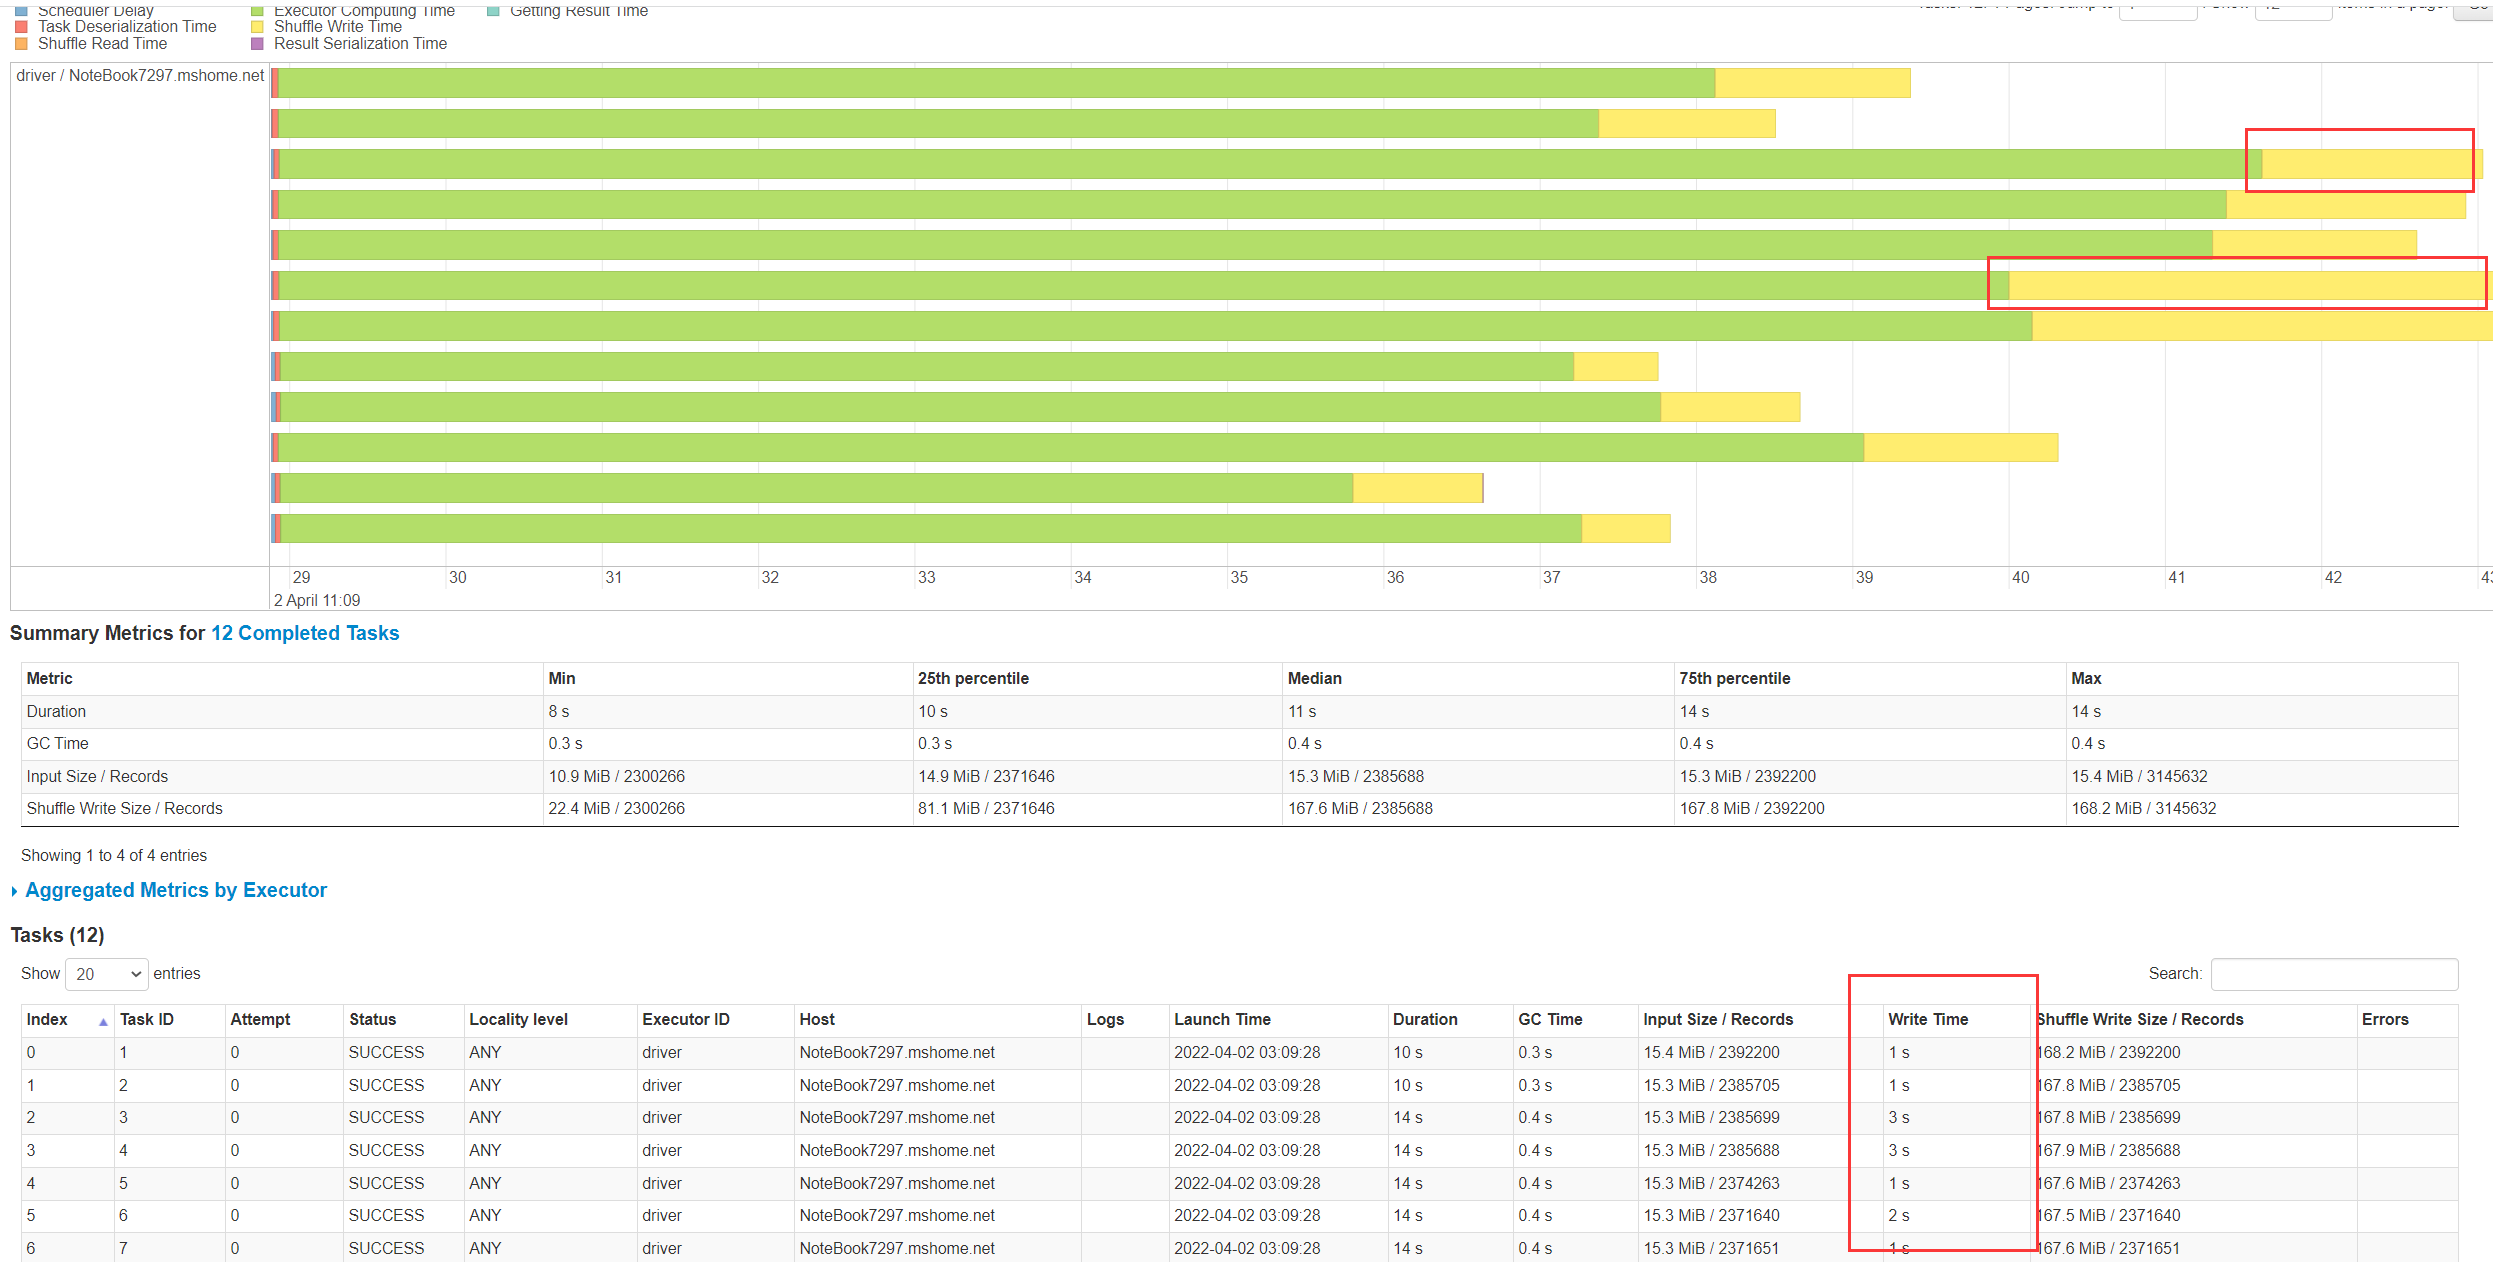 Scheduler Delay Executor Computing Time Getting Result Time
Task Deserialization Time Shuffle Write Time
Shuffle Read Time Result Serialization Time
driver / NoteBook7297.mshome.net
29 30 31 32 33 34 35 36 37 38 39 40 41 42
2 April 11:09
Summary Metrics for 12 Completed Tasks
Metric Min 25th percentile Median 75th percentile Max
Duration 8 s 10 s 11 s 14 s 14 s
GC Time 0.3 s 0.3 s 0.4 s 0.4 s 0.4 s
Input Size / Records 10.9 MiB / 2300266 14.9 MiB / 2371646 15.3 MiB / 2385688 15.3 MiB / 2392200 15.4 MiB / 3145632
Shuffle Write Size / Records 22.4 MiB / 2300266 81.1 MiB / 2371646 167.6 MiB / 2385688 167.8 MiB / 2392200 168.2 MiB / 3145632
Showing 1 to 4 of 4 entries
Aggregated Metrics by Executor
Tasks (12)
Show 20 entries Search:
Index Task ID Attempt Status Locality level Executor ID Host Logs Launch Time Duration GC Time Input Size / Records Write Time Shuffle Write Size / Records Errors
0 1 0 SUCCESS ANY driver NoteBook7297.mshome.net 2022-04-02 03:09:28 10 s 0.3 s 15.4 MiB / 2392200 1 s 168.2 MiB / 2392200
1 2 0 SUCCESS ANY driver NoteBook7297.mshome.net 2022-04-02 03:09:28 10 s 0.3 s 15.3 MiB / 2385705 1 s 167.8 MiB / 2385705
2 3 0 SUCCESS ANY driver NoteBook7297.mshome.net 2022-04-02 03:09:28 14 s 0.4 s 15.3 MiB / 2385699 3 s 167.8 MiB / 2385699
3 4 0 SUCCESS ANY driver NoteBook7297.mshome.net 2022-04-02 03:09:28 14 s 0.4 s 15.3 MiB / 2385688 3 s 167.9 MiB / 2385688
4 5 0 SUCCESS ANY driver NoteBook7297.mshome.net 2022-04-02 03:09:28 14 s 0.4 s 15.3 MiB / 2374263 1 s 167.6 MiB / 2374263
5 6 0 SUCCESS ANY driver NoteBook7297.mshome.net 2022-04-02 03:09:28 14 s 0.4 s 15.3 MiB / 2371640 2 s 167.5 MiB / 2371640
6 7 0 SUCCESS ANY driver NoteBook7297.mshome.net 2022-04-02 03:09:28 14 s 0.4 s 15.3 MiB / 2371651 1 s 167.6 MiB / 2371651